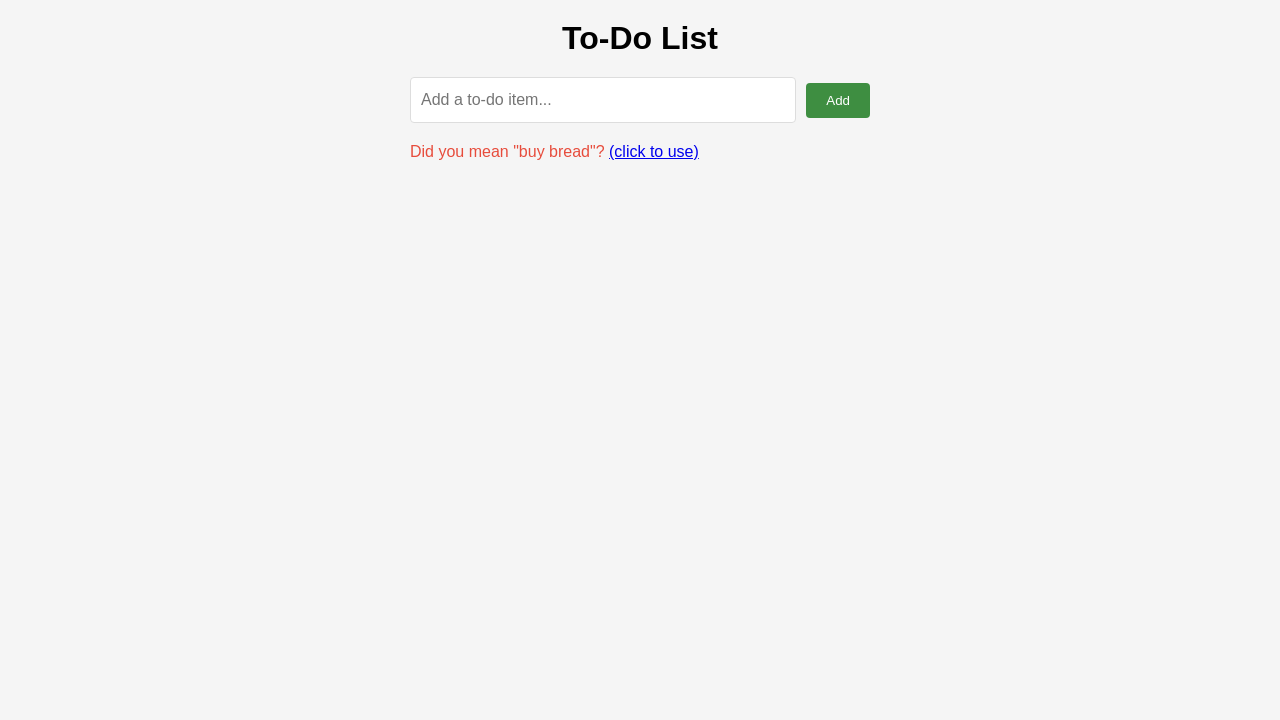 To-Do List
Add a to-do item...
Add
Did you mean "buy bread"? (click to use)